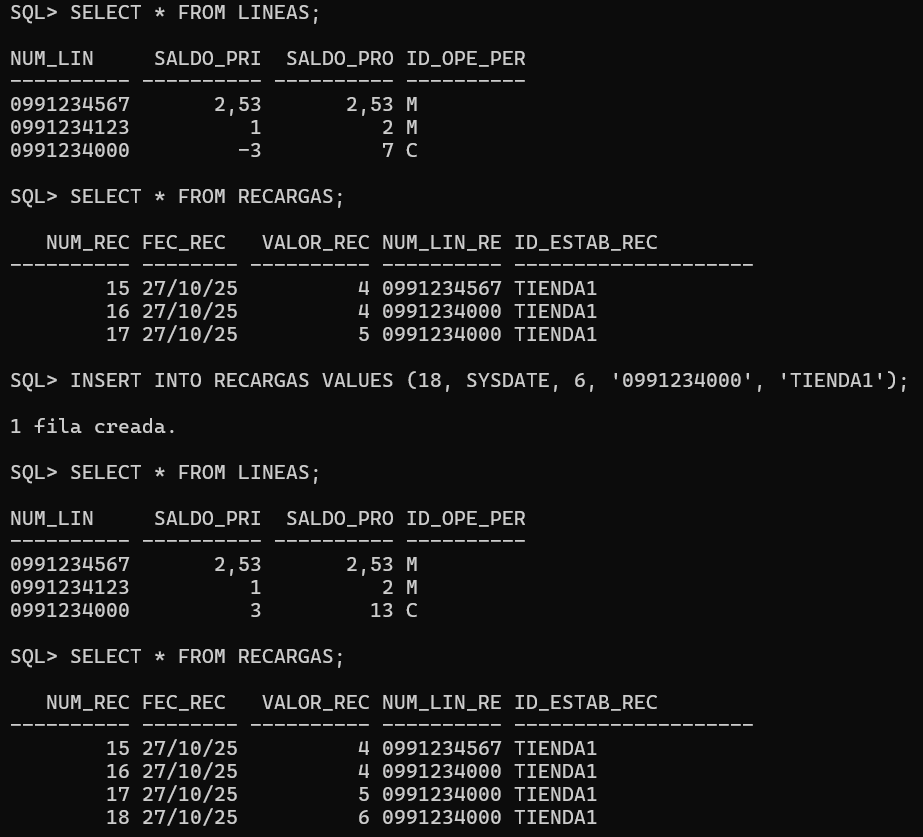 SQL> SELECT * FROM LINEAS;
NUM_LIN     SALDO_PRI  SALDO_PRO ID_OPE_PER
---------- ---------- ---------- ----------
0991234567       2,53       2,53 M
0991234123          1          2 M
0991234000         -3          7 C
SQL> SELECT * FROM RECARGAS;
   NUM_REC FEC_REC   VALOR_REC NUM_LIN_RE ID_ESTAB_REC
---------- -------- ---------- ---------- --------------------
        15 27/10/25          4 0991234567 TIENDA1
        16 27/10/25          4 0991234000 TIENDA1
        17 27/10/25          5 0991234000 TIENDA1
SQL> INSERT INTO RECARGAS VALUES (18, SYSDATE, 6, '0991234000', 'TIENDA1');
1 fila creada.
SQL> SELECT * FROM LINEAS;
NUM_LIN     SALDO_PRI  SALDO_PRO ID_OPE_PER
---------- ---------- ---------- ----------
0991234567       2,53       2,53 M
0991234123          1          2 M
0991234000          3         13 C
SQL> SELECT * FROM RECARGAS;
   NUM_REC FEC_REC   VALOR_REC NUM_LIN_RE ID_ESTAB_REC
---------- -------- ---------- ---------- --------------------
        15 27/10/25          4 0991234567 TIENDA1
        16 27/10/25          4 0991234000 TIENDA1
        17 27/10/25          5 0991234000 TIENDA1
        18 27/10/25          6 0991234000 TIENDA1